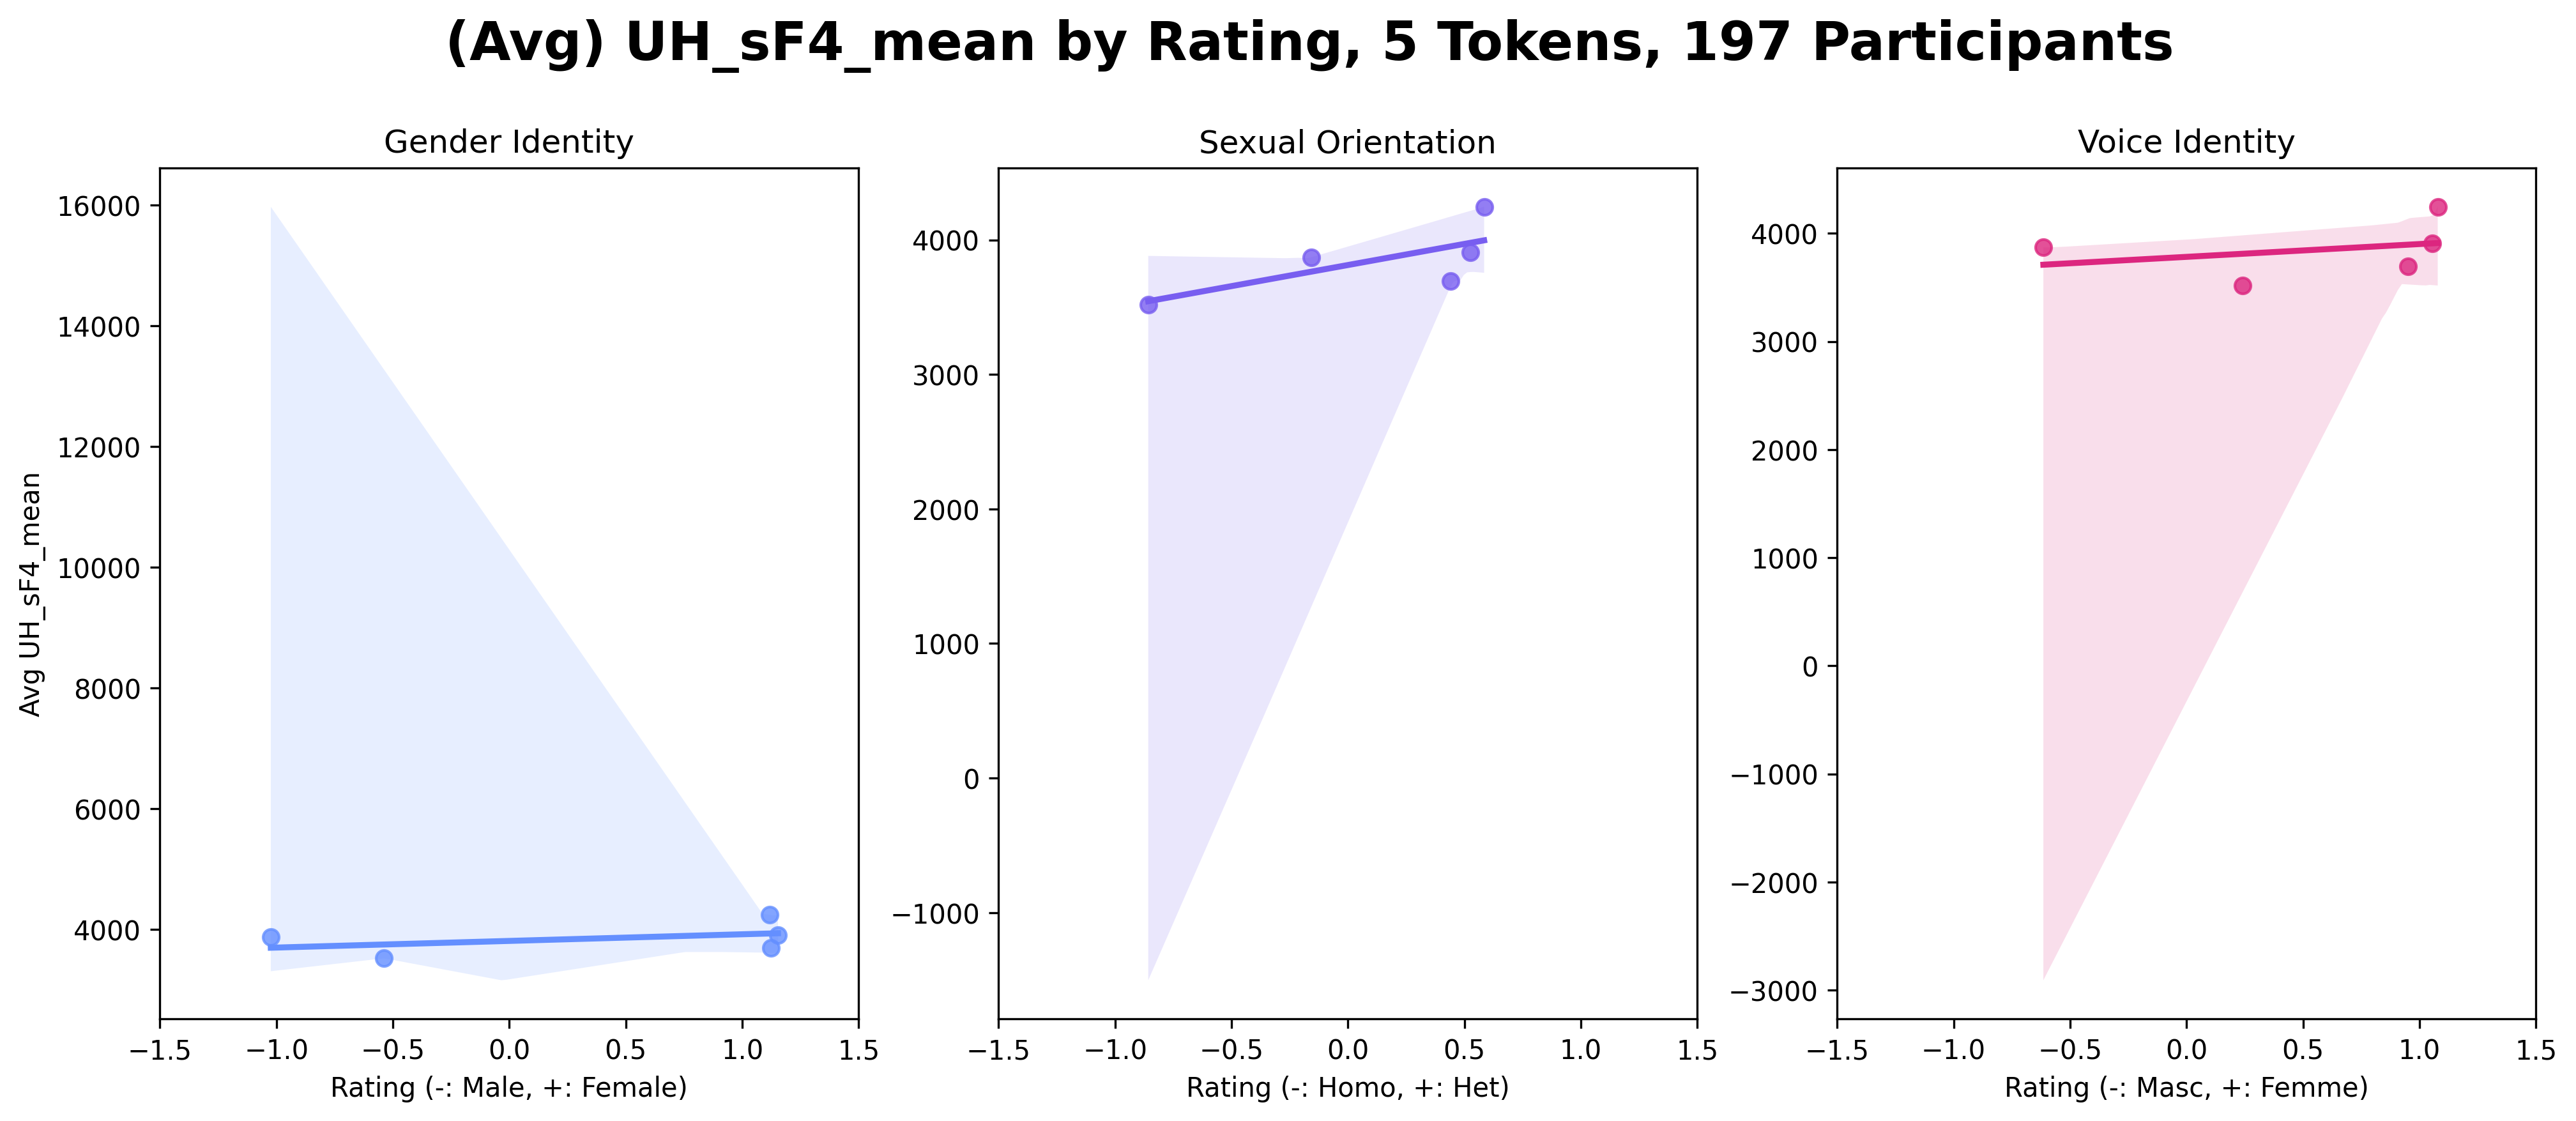 (Avg) UH_sF4_mean by Rating, 5 Tokens, 197 Participants
Gender Identity
Avg UH_sF4_mean
16000
14000
12000
10000
8000
6000
4000
−1.5 −1.0 −0.5 0.0 0.5 1.0 1.5
Rating (-: Male, +: Female)
Sexual Orientation
4000
3000
2000
1000
0
−1000
−1.5 −1.0 −0.5 0.0 0.5 1.0 1.5
Rating (-: Homo, +: Het)
Voice Identity
4000
3000
2000
1000
0
−1000
−2000
−3000
−1.5 −1.0 −0.5 0.0 0.5 1.0 1.5
Rating (-: Masc, +: Femme)